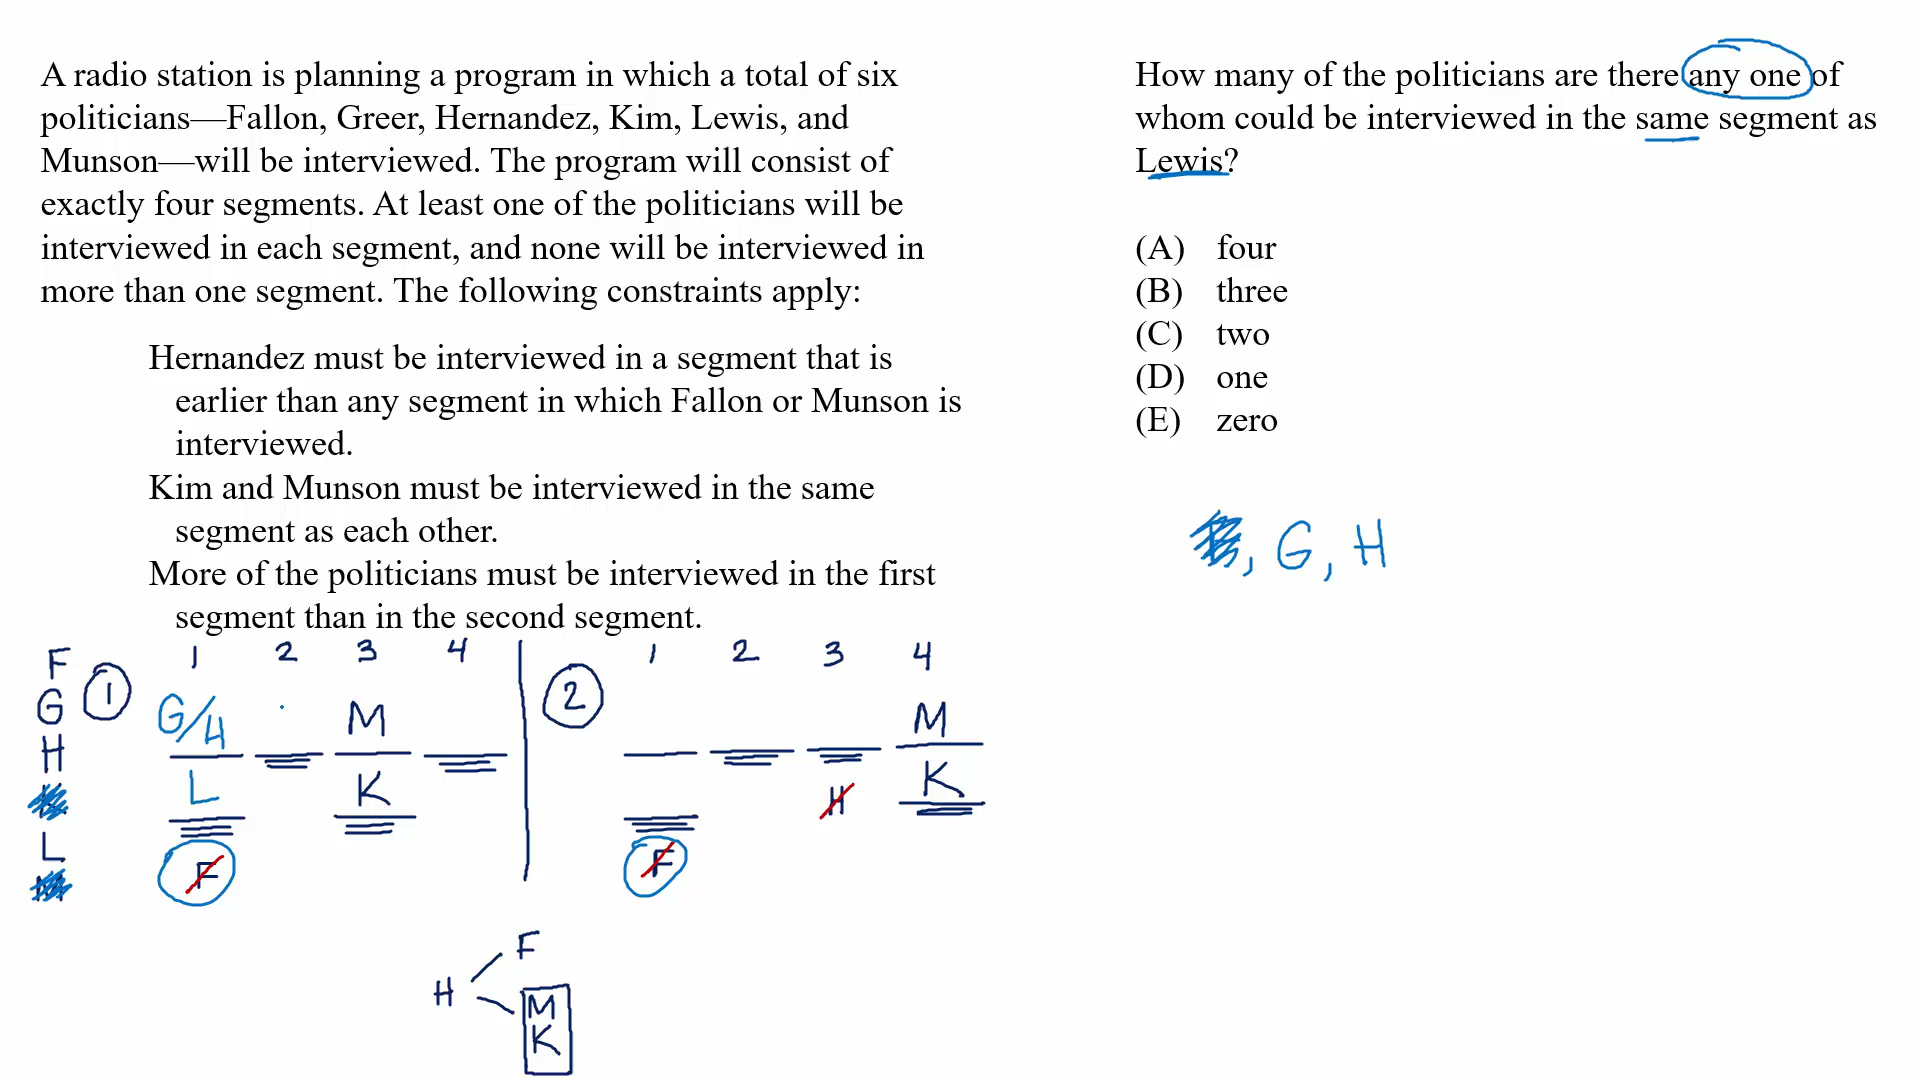 A radio station is planning a program in which a total of six
politicians—Fallon, Greer, Hernandez, Kim, Lewis, and
Munson—will be interviewed. The program will consist of
exactly four segments. At least one of the politicians will be
interviewed in each segment, and none will be interviewed in
more than one segment. The following constraints apply:
Hernandez must be interviewed in a segment that is
earlier than any segment in which Fallon or Munson is
interviewed.
Kim and Munson must be interviewed in the same
segment as each other.
More of the politicians must be interviewed in the first
segment than in the second segment.
How many of the politicians are there any one of
whom could be interviewed in the same segment as
Lewis?
(A) four
(B) three
(C) two
(D) one
(E) zero
, G, H
F
G
H
L
1
1 2 3 4
G/H M
L K
F
2
1 2 3 4
M
H K
F
F
H
M
K